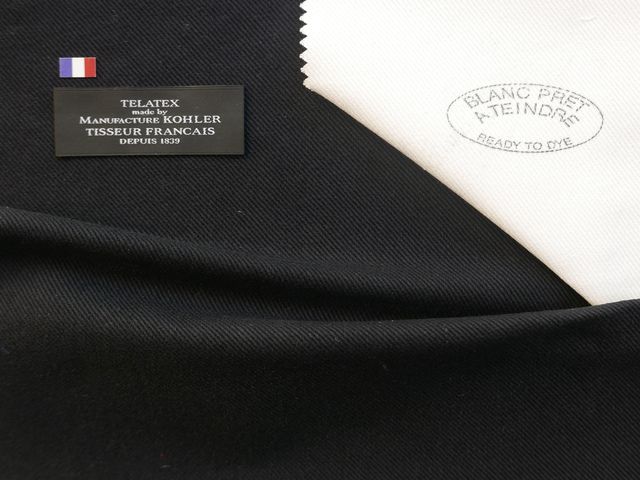 TELATEX
made by
MANUFACTURE KOHLER
TISSEUR FRANCAIS
DEPUIS 1839
BLANC PRET
A TEINDRE
READY TO DYE